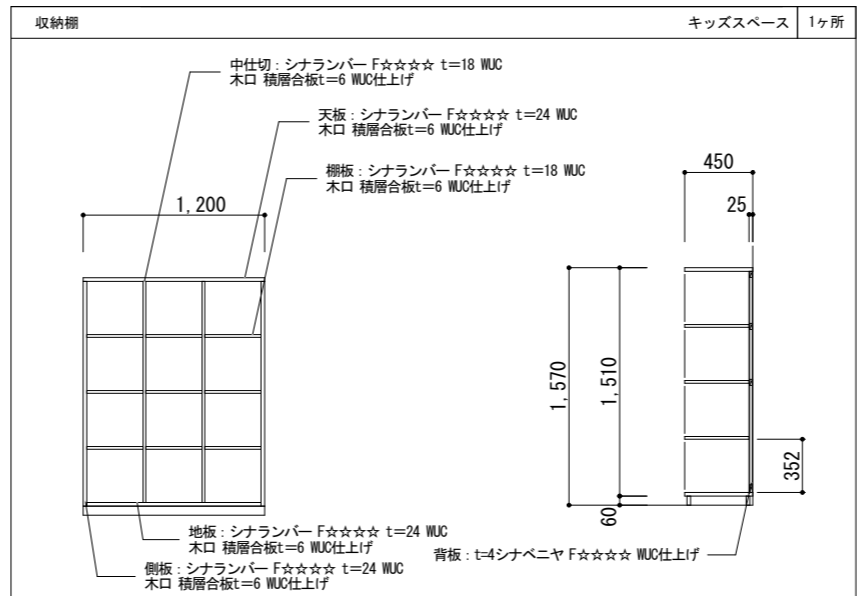 収納棚
キッズスペース
1ヶ所
中仕切：シナランバー F☆☆☆☆ t=18 WUC
木口 積層合板t=6 WUC仕上げ
天板：シナランバー F☆☆☆☆ t=24 WUC
木口 積層合板t=6 WUC仕上げ
棚板：シナランバー F☆☆☆☆ t=18 WUC
木口 積層合板t=6 WUC仕上げ
1,200
450
25
1,570
1,510
352
60
地板：シナランバー F☆☆☆☆ t=24 WUC
木口 積層合板t=6 WUC仕上げ
背板：t=4シナベニヤ F☆☆☆☆ WUC仕上げ
側板：シナランバー F☆☆☆☆ t=24 WUC
木口 積層合板t=6 WUC仕上げ